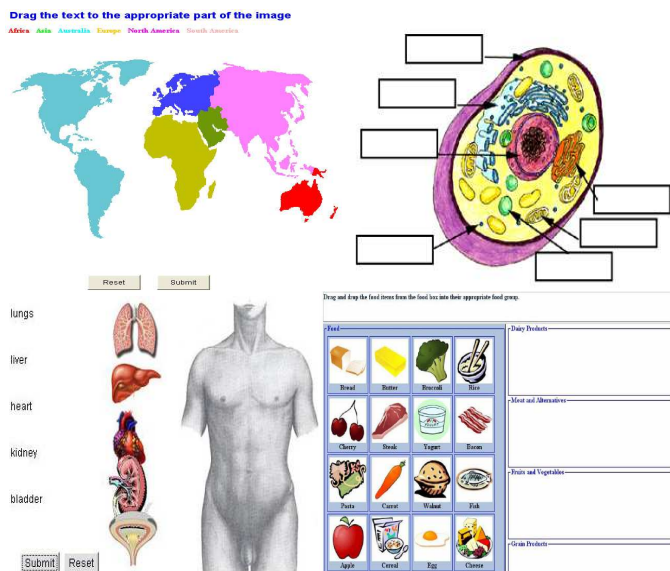 Drag the text to the appropriate part of the image
Africa Asia Australia Europe North America South America
Reset Submit
lungs
liver
heart
kidney
bladder
Submit Reset
Drag and drop the food items from the food box into their appropriate food group.
Food
Bread Butter Broccoli Rice
Cherry Steak Yogurt Bacon
Pasta Carrot Walnut Fish
Apple Cereal Egg Cheese
Dairy Products
Meat and Alternatives
Fruits and Vegetables
Grain Products